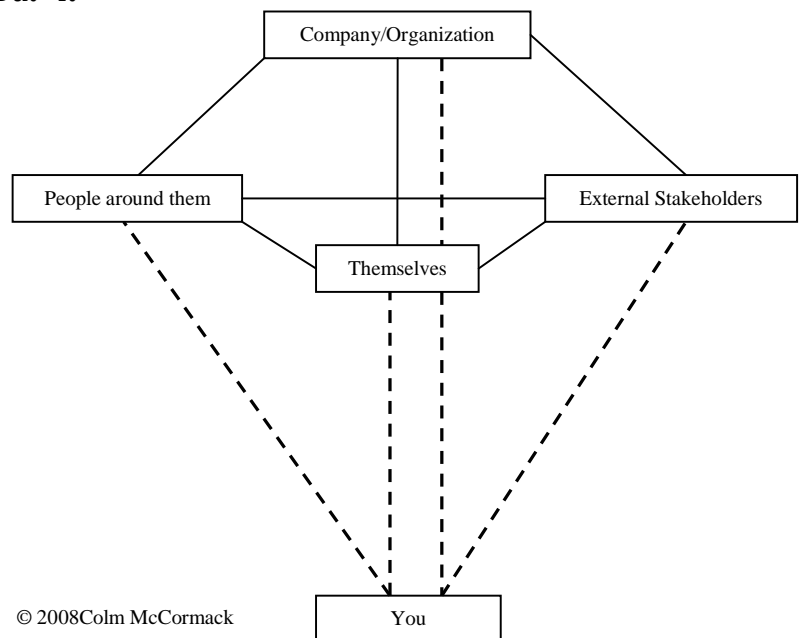 Company/Organization
People around them
External Stakeholders
Themselves
© 2008Colm McCormack
You